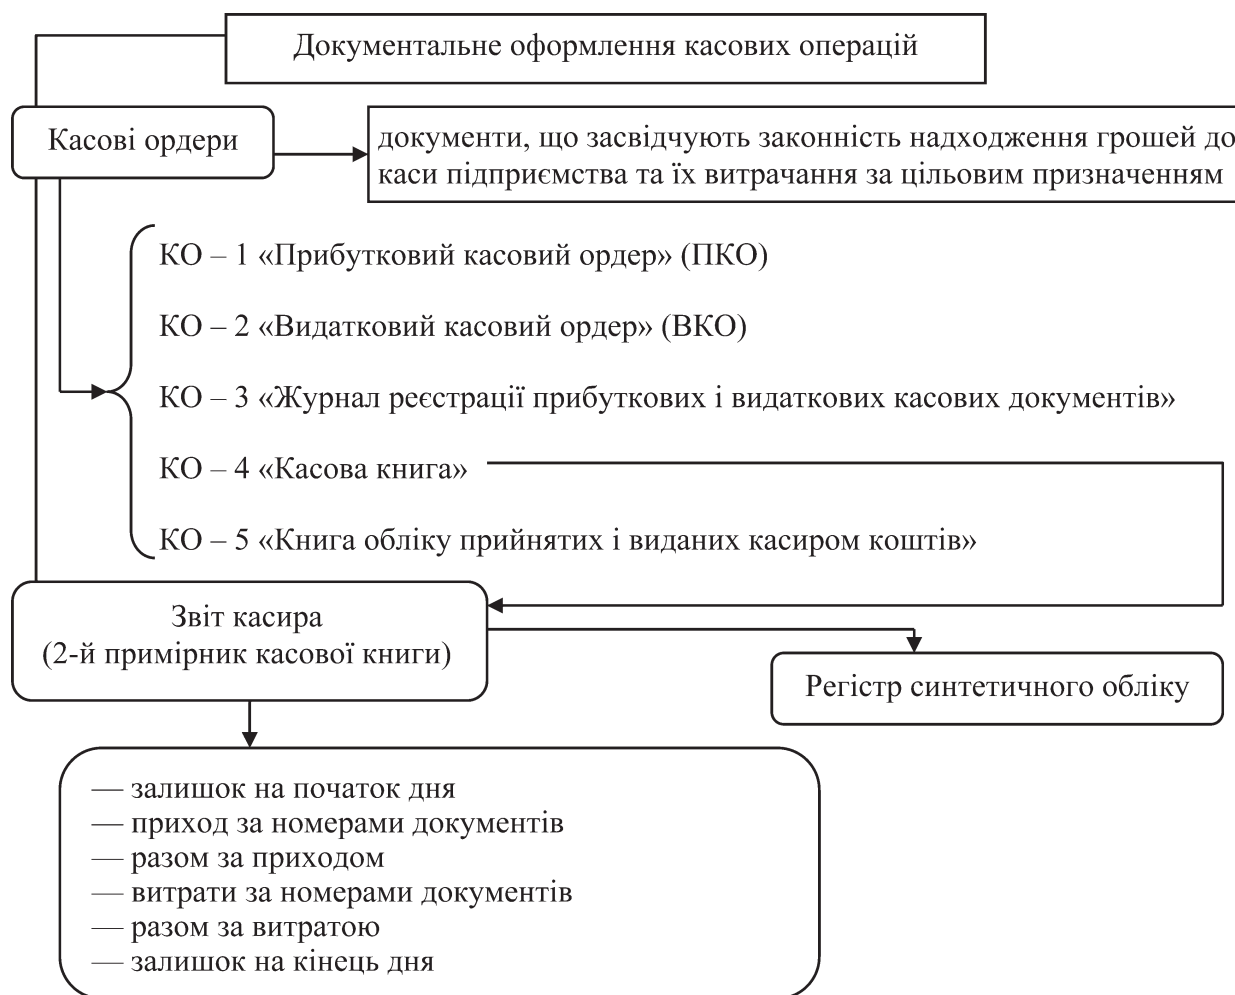 Документальне оформлення касових операцій
Касові ордери
документи, що засвідчують законність надходження грошей до
каси підприємства та їх витрачання за цільовим призначенням
КО – 1 «Прибутковий касовий ордер» (ПКО)
КО – 2 «Видатковий касовий ордер» (ВКО)
КО – 3 «Журнал реєстрації прибуткових і видаткових касових документів»
КО – 4 «Касова книга»
КО – 5 «Книга обліку прийнятих і виданих касиром коштів»
Звіт касира
(2-й примірник касової книги)
Регістр синтетичного обліку
— залишок на початок дня
— приход за номерами документів
— разом за приходом
— витрати за номерами документів
— разом за витратою
— залишок на кінець дня